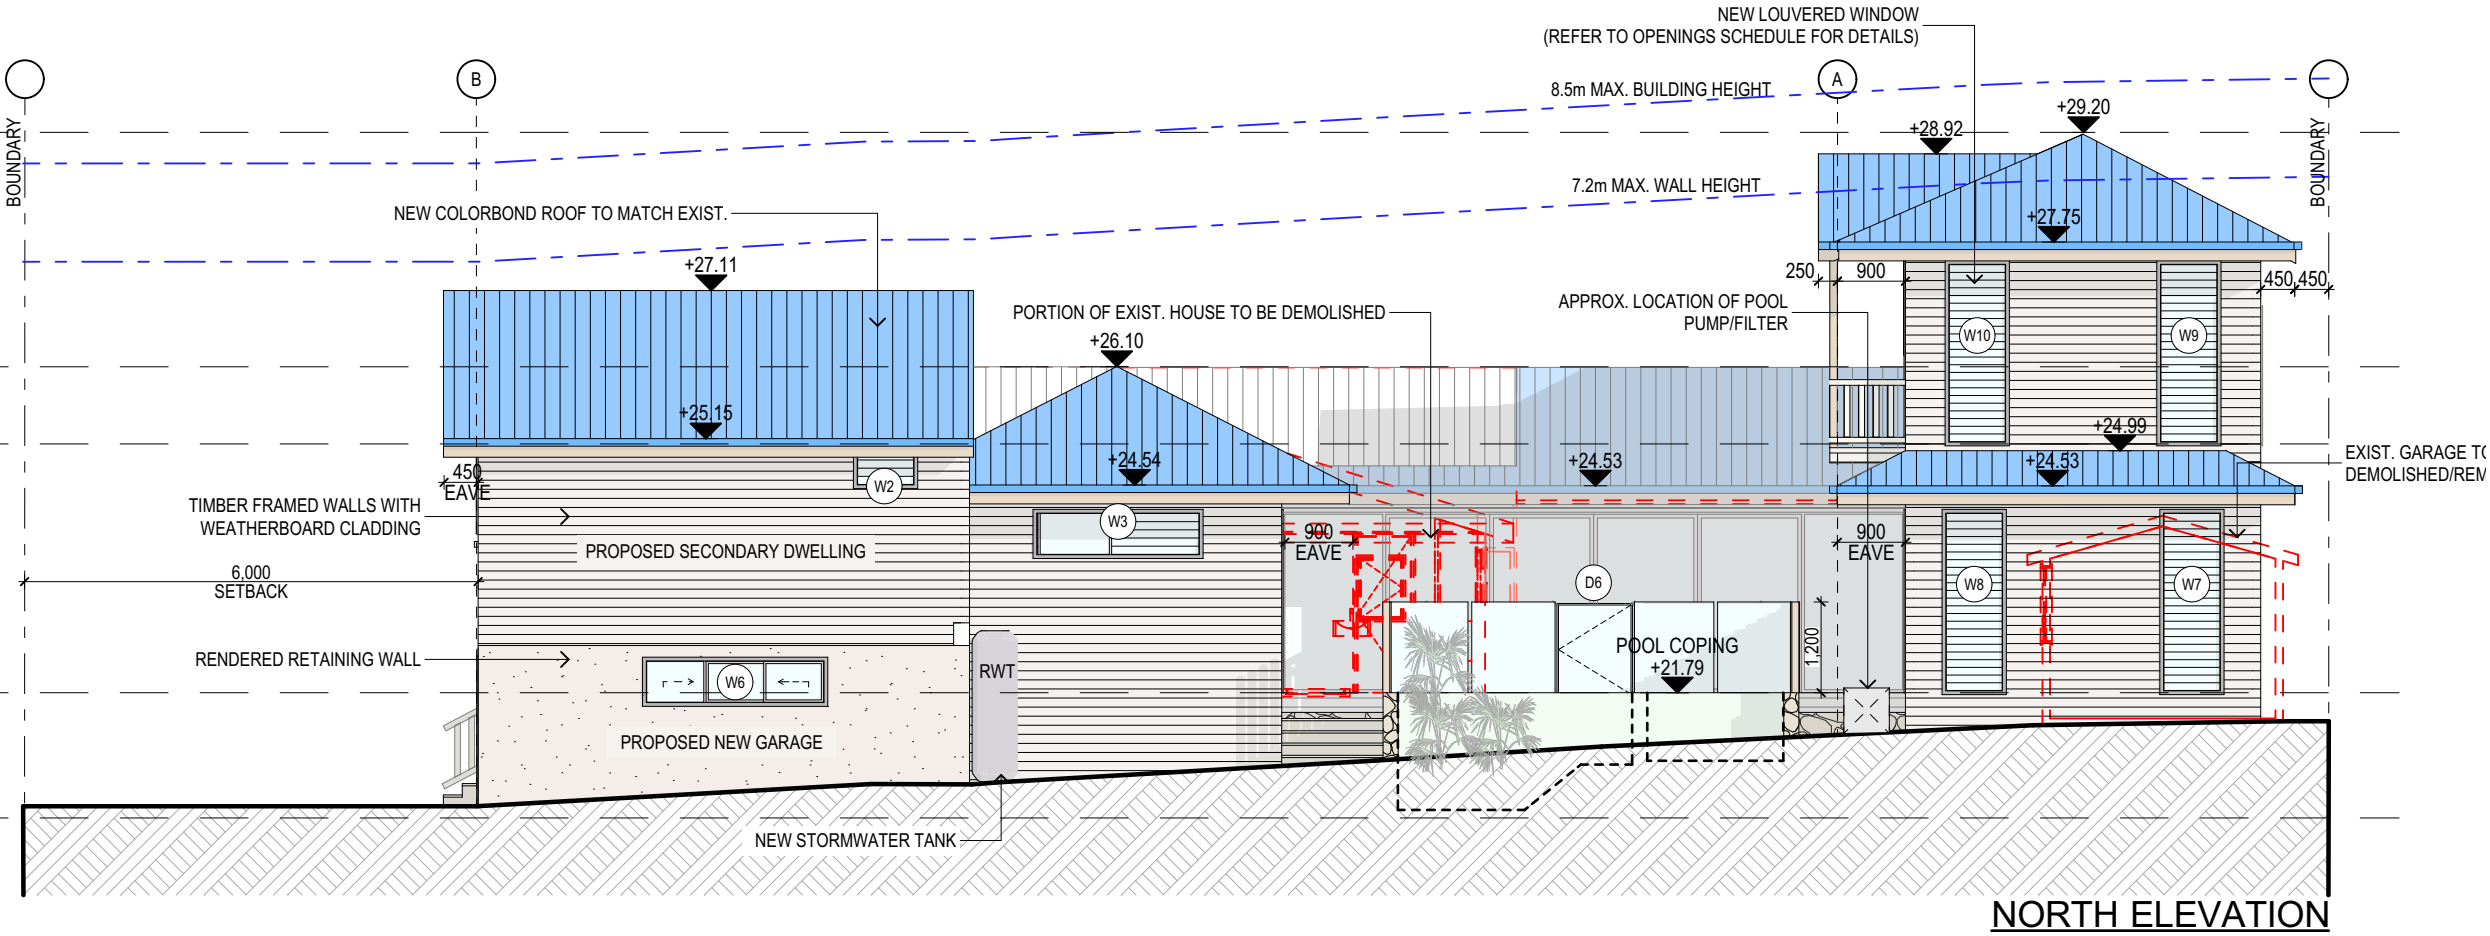 NEW LOUVERED WINDOW
(REFER TO OPENINGS SCHEDULE FOR DETAILS)
B
A
8.5m MAX. BUILDING HEIGHT
+29.20
+28.92
BOUNDARY
BOUNDARY
7.2m MAX. WALL HEIGHT
NEW COLORBOND ROOF TO MATCH EXIST.
+27.75
+27.11
250
900
450
450
PORTION OF EXIST. HOUSE TO BE DEMOLISHED
APPROX. LOCATION OF POOL
PUMP/FILTER
+26.10
W10
W9
+25.15
+24.99
EXIST. GARAGE TO
DEMOLISHED/REM
+24.54
+24.53
+24.53
450
EAVE
W2
TIMBER FRAMED WALLS WITH
WEATHERBOARD CLADDING
W3
900
EAVE
900
EAVE
PROPOSED SECONDARY DWELLING
6,000
SETBACK
D6
W8
W7
POOL COPING
+21.79
1,200
RENDERED RETAINING WALL
RWT
W6
PROPOSED NEW GARAGE
NEW STORMWATER TANK
NORTH ELEVATION